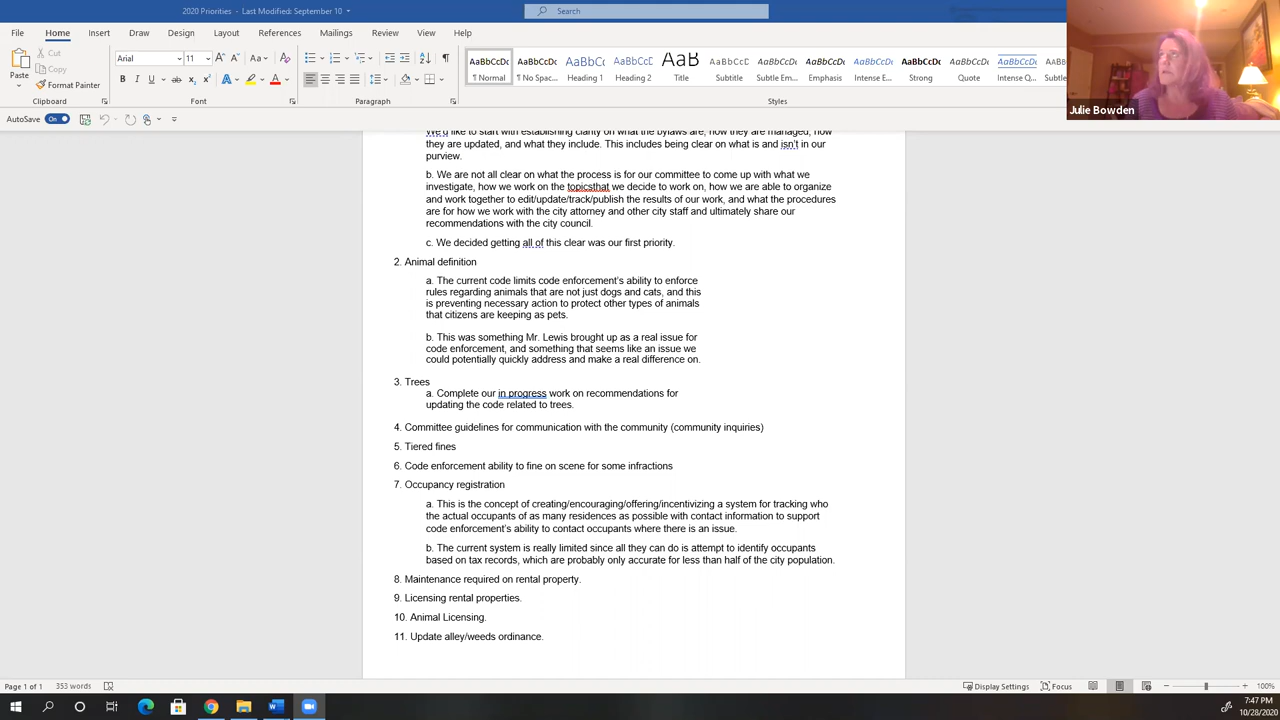 2020 Priorities - Last Modified: September 10
Search
File Home Insert Draw Design Layout References Mailings Review View Help
Paste
Cut
Copy
Format Painter
Clipboard
Arial 11
Font
Paragraph
AaBbCcDc AaBbCcDc AaBbCc AaBbCcD AaB AaBbCcD AaBbCcDc AaBbCcDc AaBbCcDc AaBbCcDc AaBbCcDc AaBbCcDc
¶ Normal ¶ No Spac... Heading 1 Heading 2 Title Subtitle Subtle Em... Emphasis Intense E... Strong Quote Intense Q...
Styles
Julie Bowden
AutoSave On
We'd like to start with establishing clarity on what the bylaws are, how they are managed, how
they are updated, and what they include. This includes being clear on what is and isn't in our
purview.
b. We are not all clear on what the process is for our committee to come up with what we
investigate, how we work on the topicsthat we decide to work on, how we are able to organize
and work together to edit/update/track/publish the results of our work, and what the procedures
are for how we work with the city attorney and other city staff and ultimately share our
recommendations with the city council.
c. We decided getting all of this clear was our first priority.
2. Animal definition
a. The current code limits code enforcement's ability to enforce
rules regarding animals that are not just dogs and cats, and this
is preventing necessary action to protect other types of animals
that citizens are keeping as pets.
b. This was something Mr. Lewis brought up as a real issue for
code enforcement, and something that seems like an issue we
could potentially quickly address and make a real difference on.
3. Trees
a. Complete our in progress work on recommendations for
updating the code related to trees.
4. Committee guidelines for communication with the community (community inquiries)
5. Tiered fines
6. Code enforcement ability to fine on scene for some infractions
7. Occupancy registration
a. This is the concept of creating/encouraging/offering/incentivizing a system for tracking who
the actual occupants of as many residences as possible with contact information to support
code enforcement's ability to contact occupants where there is an issue.
b. The current system is really limited since all they can do is attempt to identify occupants
based on tax records, which are probably only accurate for less than half of the city population.
8. Maintenance required on rental property.
9. Licensing rental properties.
10. Animal Licensing.
11. Update alley/weeds ordinance.
Page 1 of 1 353 words
Display Settings Focus 100%
7:47 PM
10/28/2020